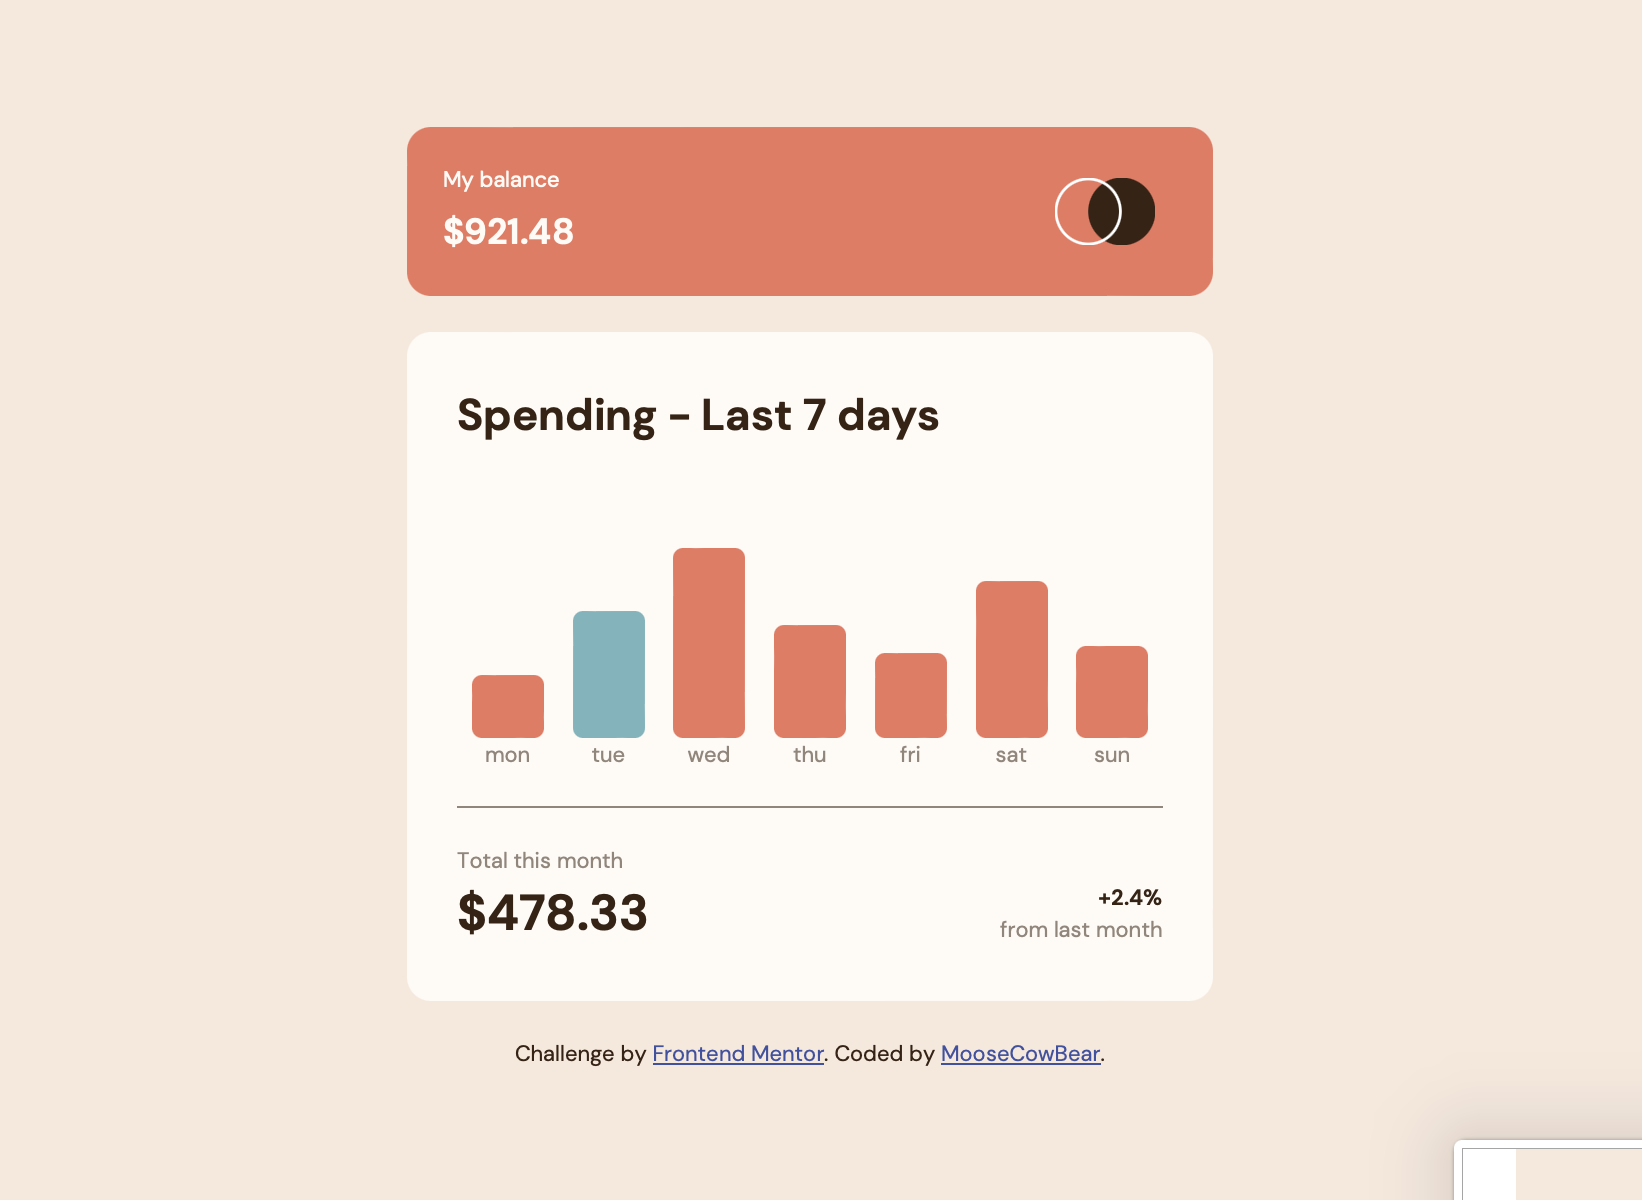 My balance
$921.48
Spending - Last 7 days
mon tue wed thu fri sat sun
Total this month
$478.33
+2.4%
from last month
Challenge by Frontend Mentor. Coded by MooseCowBear.